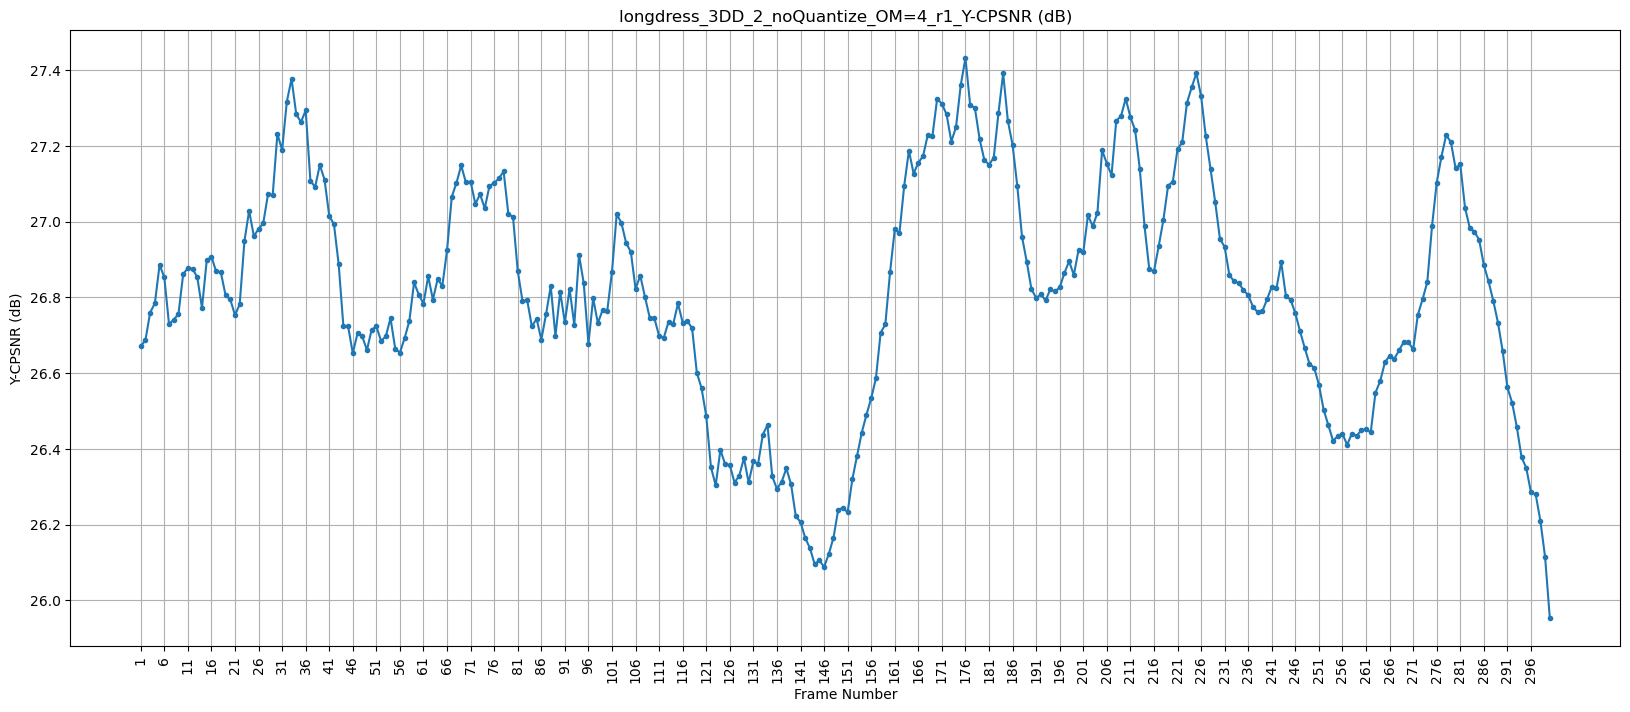 longdress_3DD_2_noQuantize_OM=4_r1_Y-CPSNR (dB)
Y-CPSNR (dB)
27.4
27.2
27.0
26.8
26.6
26.4
26.2
26.0
1 6 11 16 21 26 31 36 41 46 51 56 61 66 71 76 81 86 91 96 101 106 111 116 121 126 131 136 141 146 151 156 161 166 171 176 181 186 191 196 201 206 211 216 221 226 231 236 241 246 251 256 261 266 271 276 281 286 291 296
Frame Number